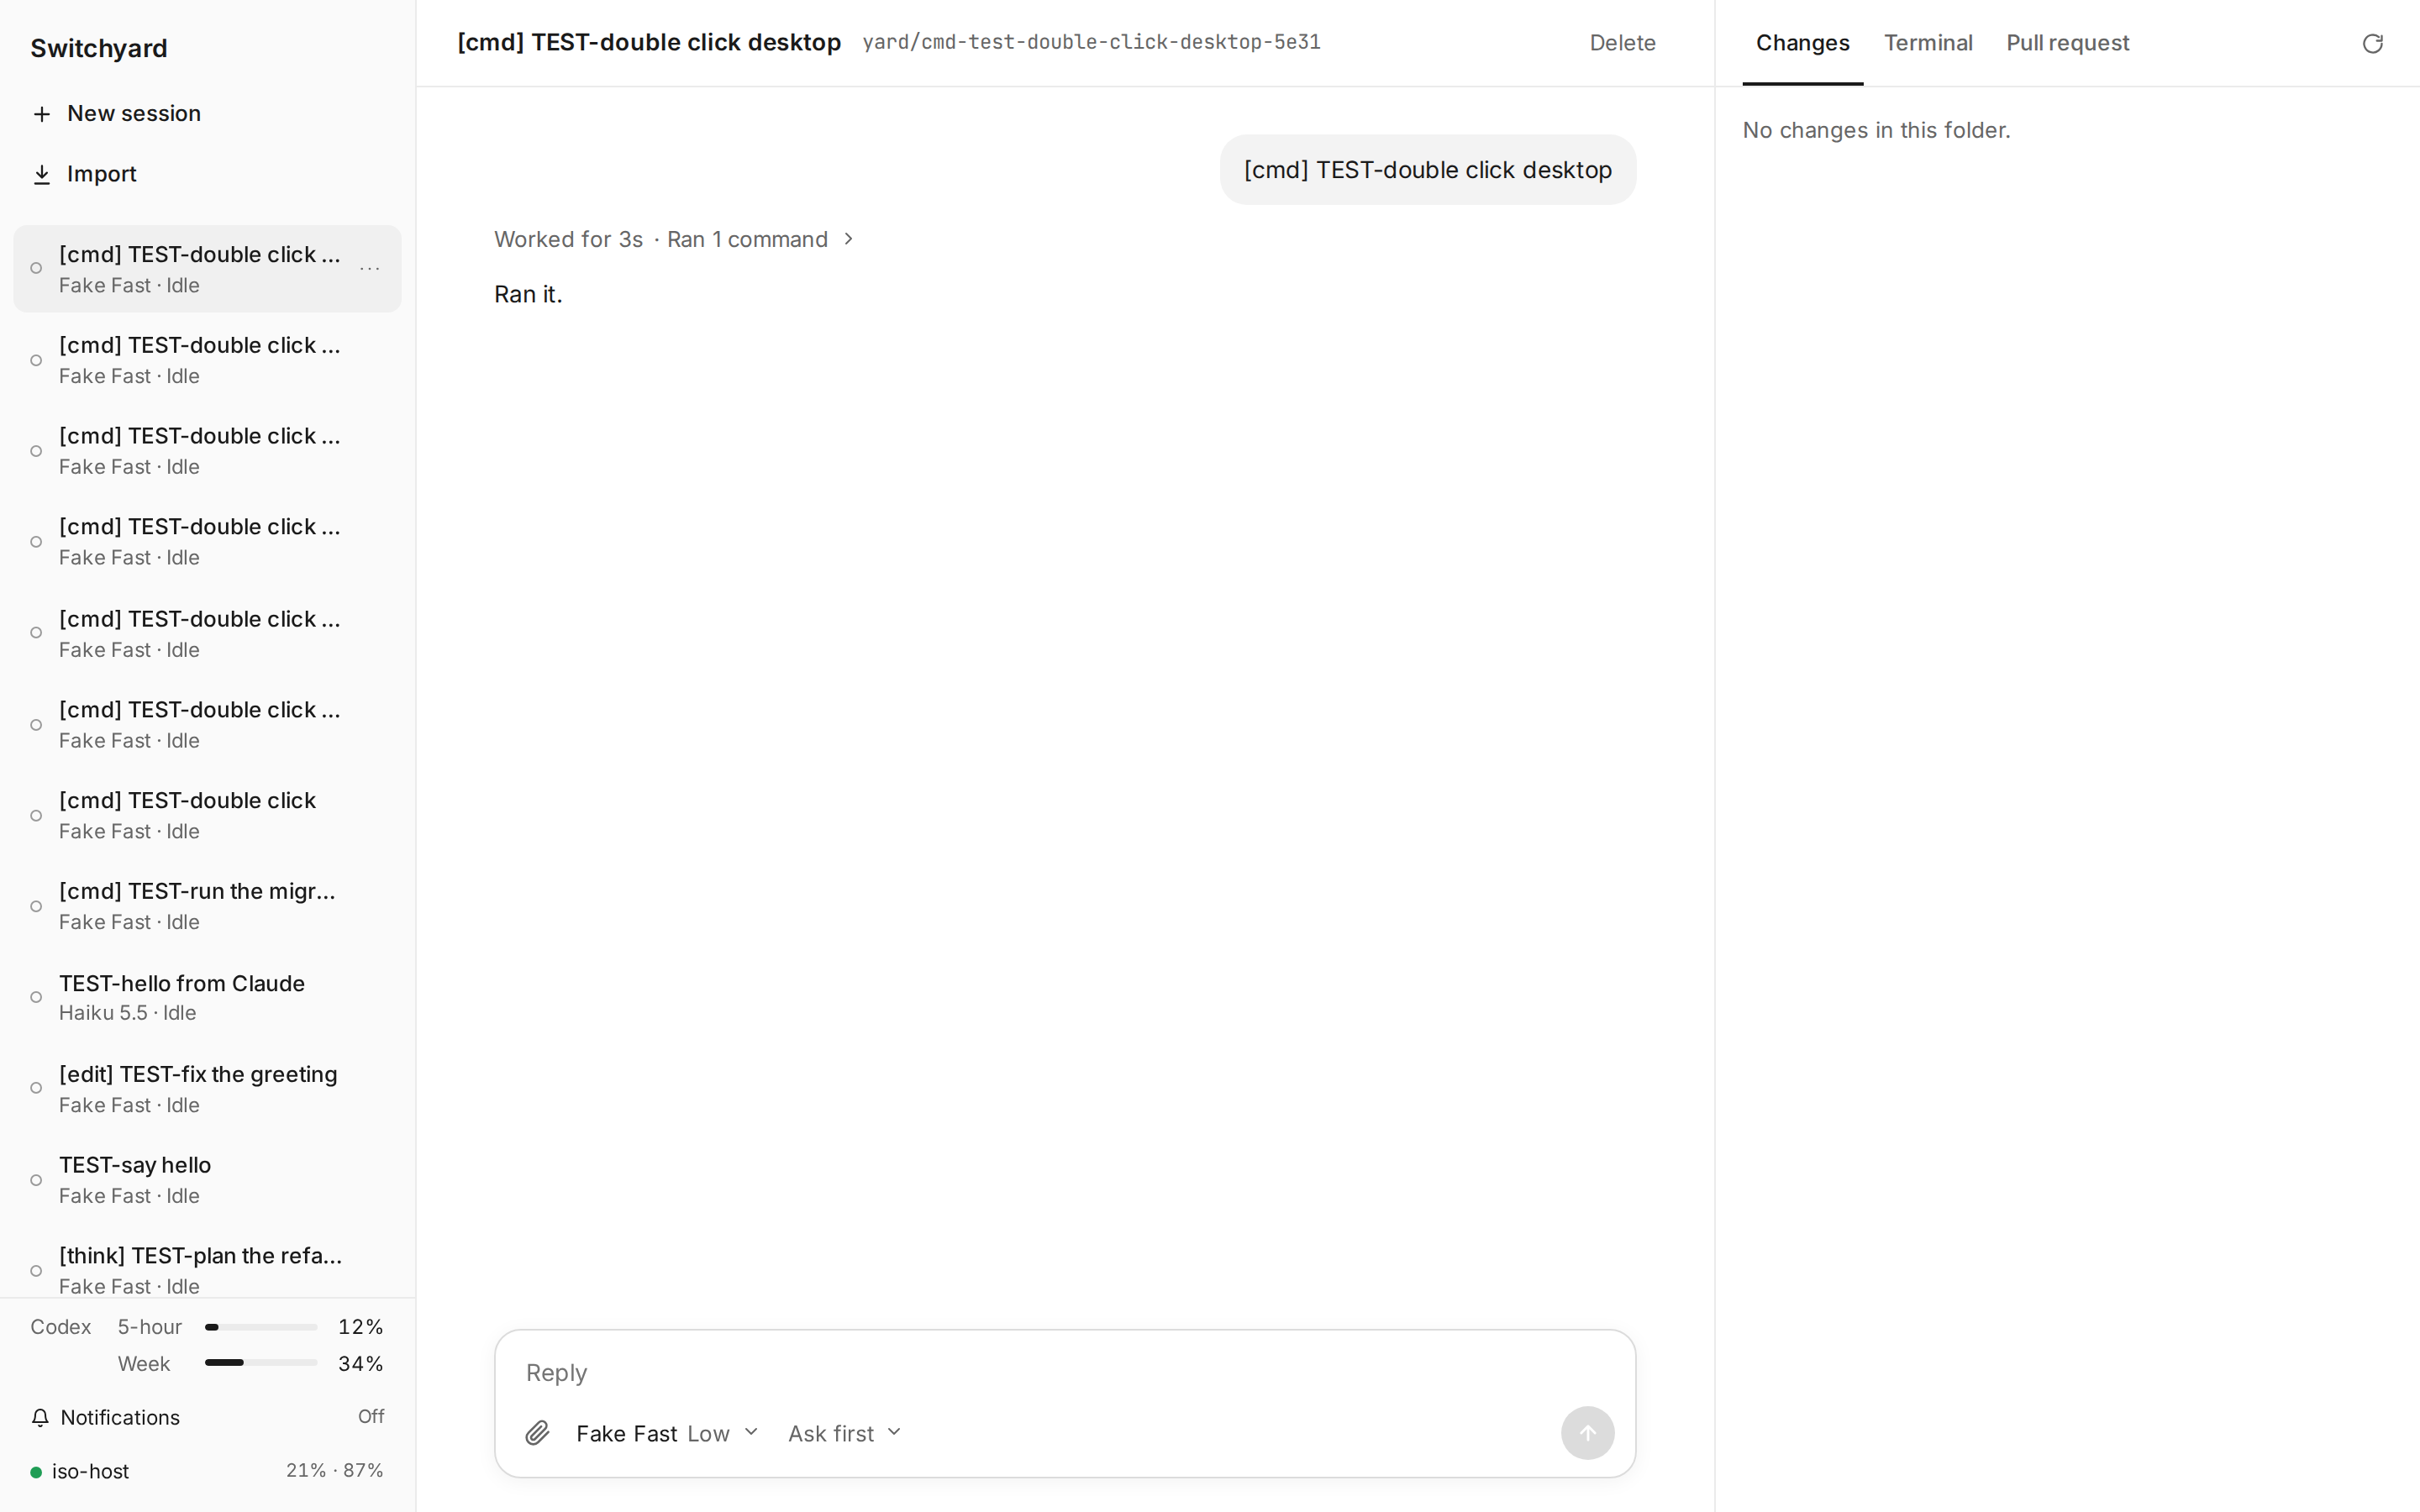 Switchyard
New session
Import
[cmd] TEST-double click ...
Fake Fast · Idle
[cmd] TEST-double click ...
Fake Fast · Idle
[cmd] TEST-double click ...
Fake Fast · Idle
[cmd] TEST-double click ...
Fake Fast · Idle
[cmd] TEST-double click ...
Fake Fast · Idle
[cmd] TEST-double click ...
Fake Fast · Idle
[cmd] TEST-double click
Fake Fast · Idle
[cmd] TEST-run the migr...
Fake Fast · Idle
TEST-hello from Claude
Haiku 5.5 · Idle
[edit] TEST-fix the greeting
Fake Fast · Idle
TEST-say hello
Fake Fast · Idle
[think] TEST-plan the refa...
Fake Fast · Idle
Codex 5-hour 12%
Week 34%
Notifications Off
iso-host 21% · 87%
[cmd] TEST-double click desktop yard/cmd-test-double-click-desktop-5e31 Delete
[cmd] TEST-double click desktop
Worked for 3s · Ran 1 command
Ran it.
Reply
Fake Fast Low Ask first
Changes Terminal Pull request
No changes in this folder.